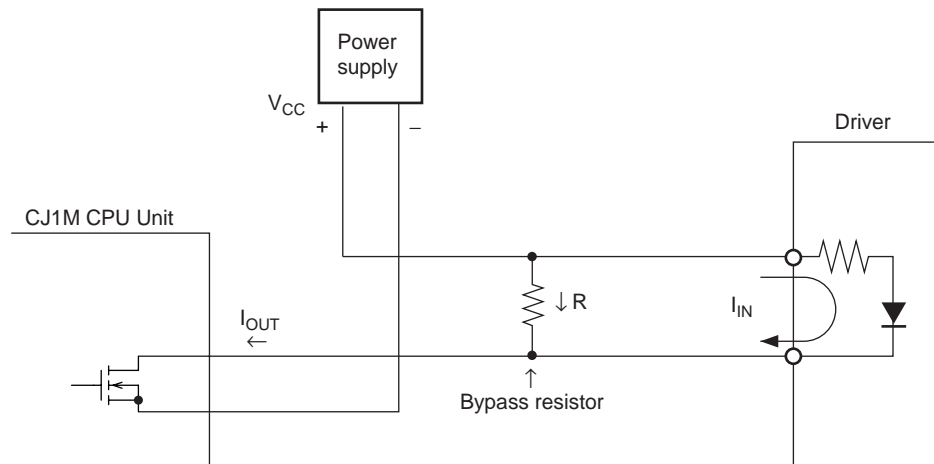 Power
supply
V_CC
+ −
Driver
CJ1M CPU Unit
↓ R
I_IN
I_OUT
←
↑
Bypass resistor